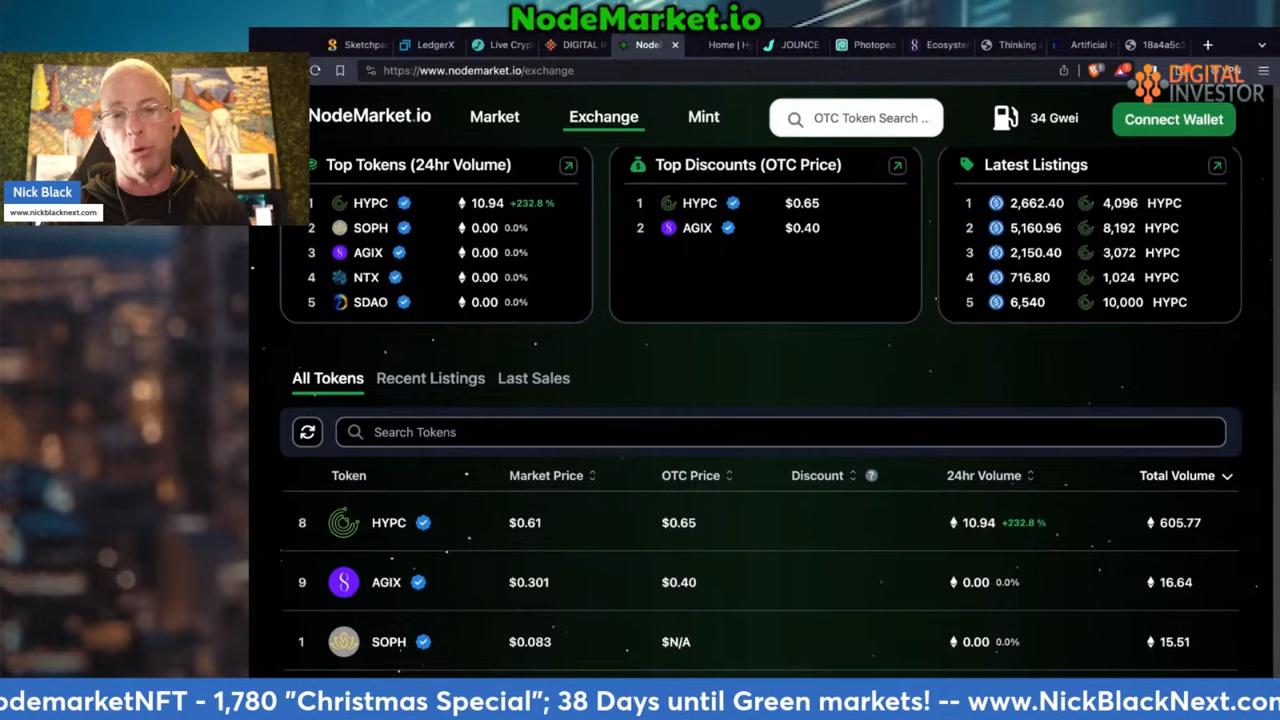 NodeMarket.io
Sketchpa
LedgerX
Live Cryp
DIGITAL I
Node
Home | H
JOUNCE
Photopea
Ecosyste
Thinking a
Artificial
18a4a5c3
https://www.nodemarket.io/exchange
DIGITAL
INVESTOR
NodeMarket.io
Market
Exchange
Mint
OTC Token Search ...
34 Gwei
Connect Wallet
Nick Black
www.nickblacknext.com
Top Tokens (24hr Volume)
1 HYPC 10.94 +232.8 %
2 SOPH 0.00 0.0%
3 AGIX 0.00 0.0%
4 NTX 0.00 0.0%
5 SDAO 0.00 0.0%
Top Discounts (OTC Price)
1 HYPC $0.65
2 AGIX $0.40
Latest Listings
1 2,662.40 4,096 HYPC
2 5,160.96 8,192 HYPC
3 2,150.40 3,072 HYPC
4 716.80 1,024 HYPC
5 6,540 10,000 HYPC
All Tokens Recent Listings Last Sales
Search Tokens
Token Market Price OTC Price Discount ? 24hr Volume Total Volume
8 HYPC $0.61 $0.65 10.94 +232.8 % 605.77
9 AGIX $0.301 $0.40 0.00 0.0% 16.64
1 SOPH $0.083 $N/A 0.00 0.0% 15.51
odemarketNFT - 1,780 "Christmas Special"; 38 Days until Green markets! -- www.NickBlackNext.com